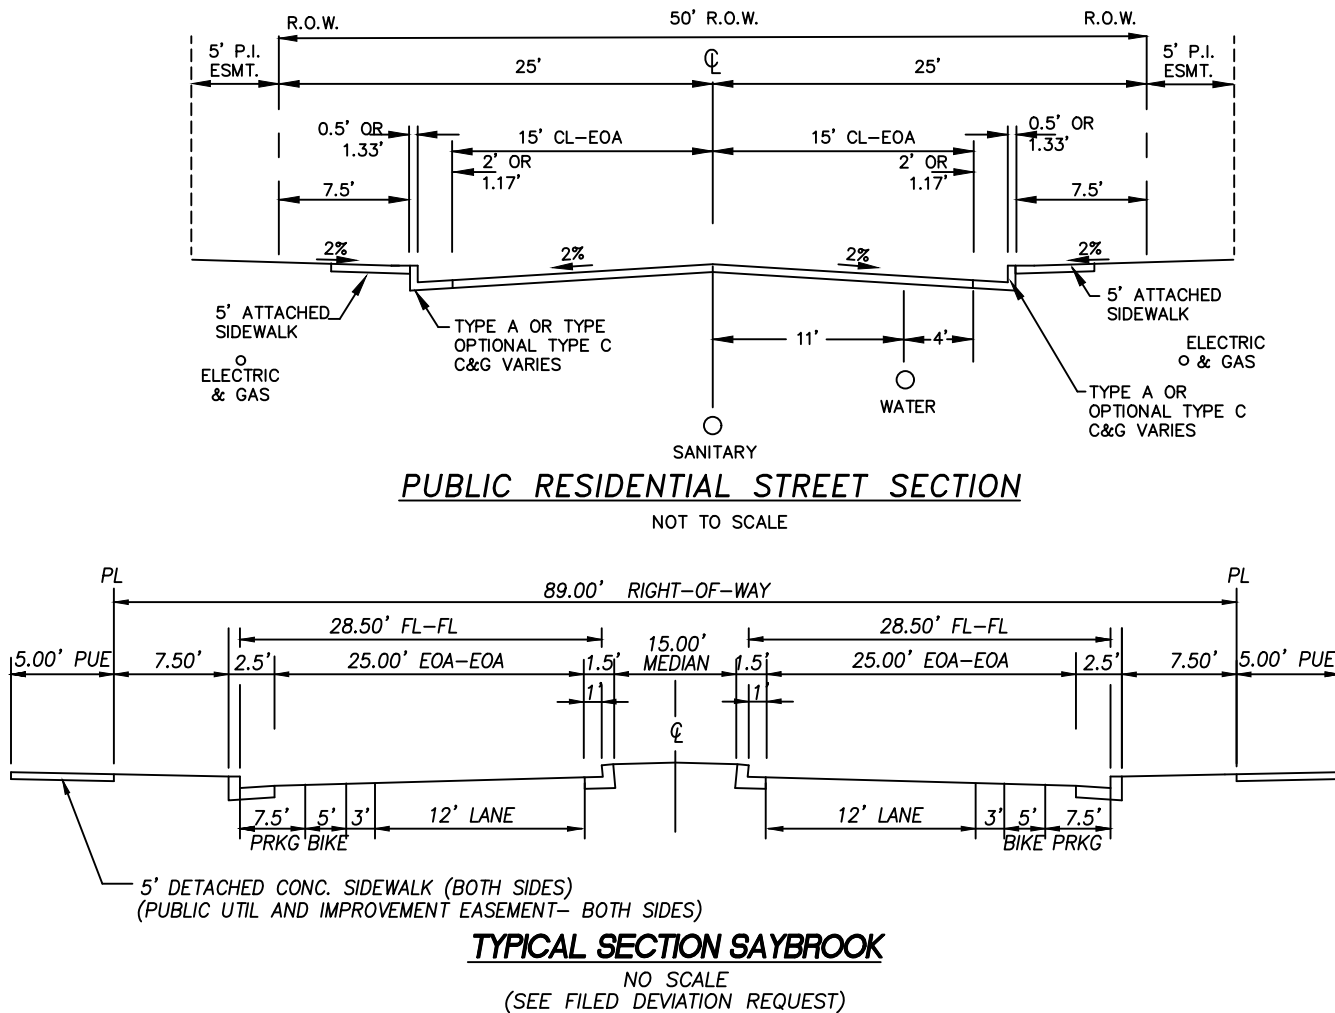 R.O.W.
50' R.O.W.
R.O.W.
5' P.I.
ESMT.
25'
℄
25'
5' P.I.
ESMT.
0.5' OR
1.33'
15' CL-EOA
15' CL-EOA
0.5' OR
1.33'
2' OR
1.17'
2' OR
1.17'
7.5'
7.5'
2%
2%
2%
2%
5' ATTACHED
SIDEWALK
TYPE A OR TYPE
OPTIONAL TYPE C
C&G VARIES
11'
4'
5' ATTACHED
SIDEWALK
ELECTRIC
& GAS
ELECTRIC
& GAS
WATER
TYPE A OR
OPTIONAL TYPE C
C&G VARIES
SANITARY
PUBLIC RESIDENTIAL STREET SECTION
NOT TO SCALE
PL
89.00' RIGHT-OF-WAY
PL
28.50' FL-FL
15.00'
MEDIAN
28.50' FL-FL
5.00' PUE
7.50'
2.5'
25.00' EOA-EOA
1.5'
1.5'
25.00' EOA-EOA
2.5'
7.50'
5.00' PUE
1'
1'
℄
7.5'
PRKG
5'
BIKE
3'
12' LANE
12' LANE
3'
5'
BIKE
7.5'
PRKG
5' DETACHED CONC. SIDEWALK (BOTH SIDES)
(PUBLIC UTIL AND IMPROVEMENT EASEMENT- BOTH SIDES)
TYPICAL SECTION SAYBROOK
NO SCALE
(SEE FILED DEVIATION REQUEST)